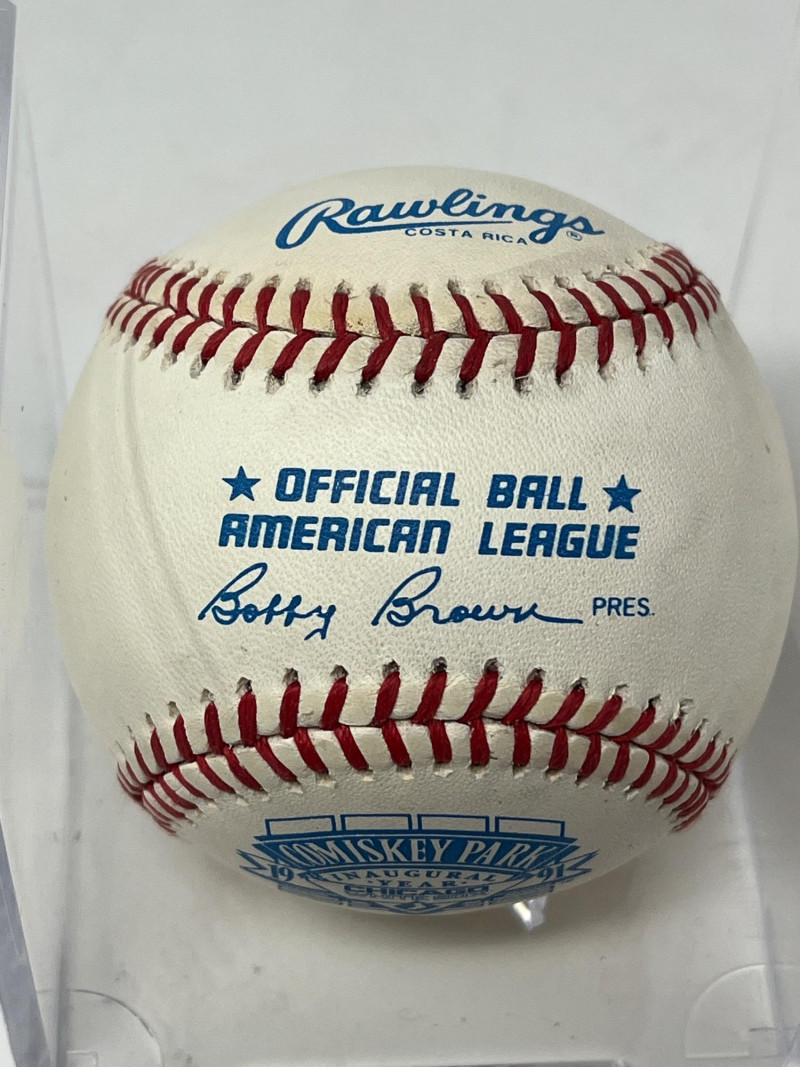 Rawlings ®
COSTA RICA
★ OFFICIAL BALL ★
AMERICAN LEAGUE
Bobby Brown PRES.
COMISKEY PARK
19 INAUGURAL 91
·YEAR·
CHICAGO